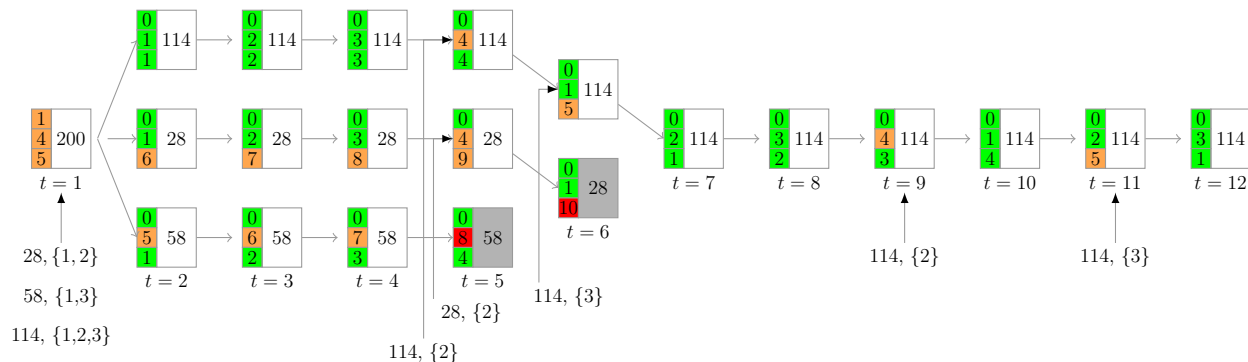 0 0 0 0
1 114 2 114 3 114 4 114
1 2 3 4
0
1 114
5
1 0 0 0 0 0 0 0 0 0 0
4 200 1 28 2 28 3 28 4 28 2 114 3 114 4 114 1 114 2 114 3 114
5 6 7 8 9 1 2 3 4 5 1
t = 1 t = 7 t = 8 t = 9 t = 10 t = 11 t = 12
0
1 28
10
t = 6
0 0 0 0
5 58 6 58 7 58 8 58
1 2 3 4
t = 2 t = 3 t = 4 t = 5
28, {1, 2}
58, {1,3}
114, {1,2,3}
114, {2}
28, {2}
114, {3}
114, {2}
114, {3}